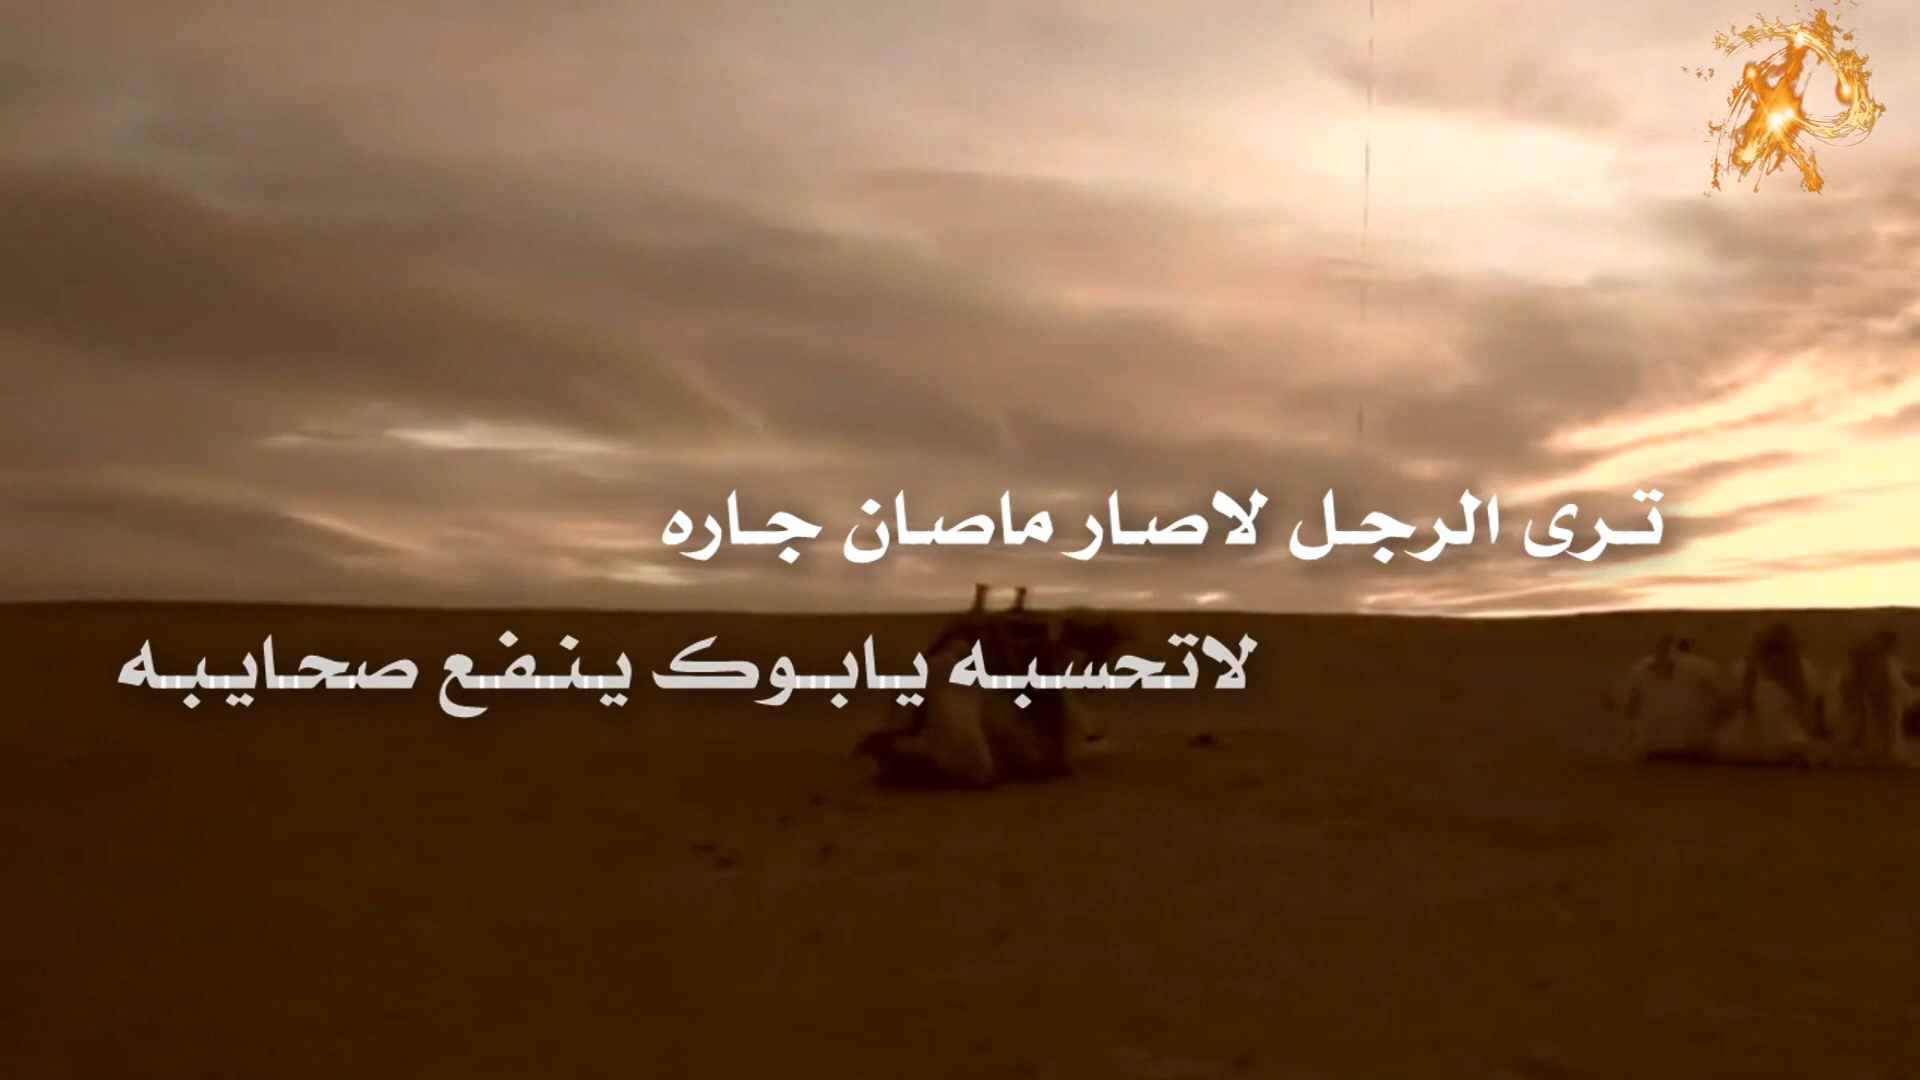 ترى الرجل لاصار ماصان جاره
لاتحسبه يابوك ينفع صحايبه